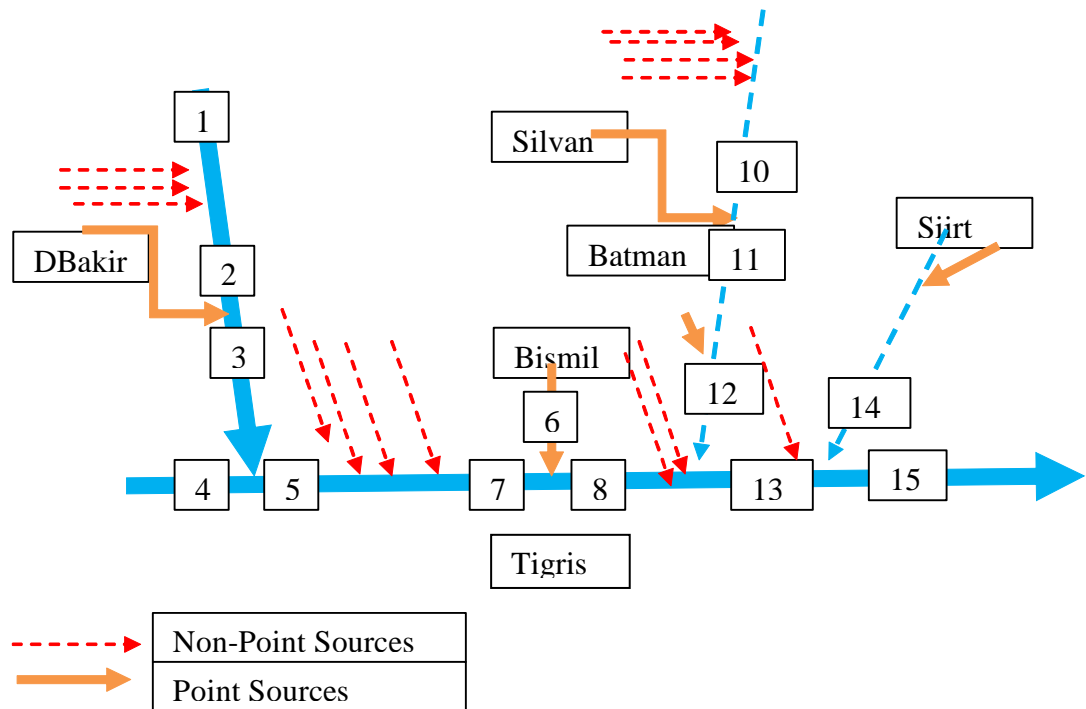 1
Silvan
10
Siirt
DBakir
2
Batman
11
3
Bismil
6
12
14
4
5
7
8
13
15
Tigris
Non-Point Sources
Point Sources